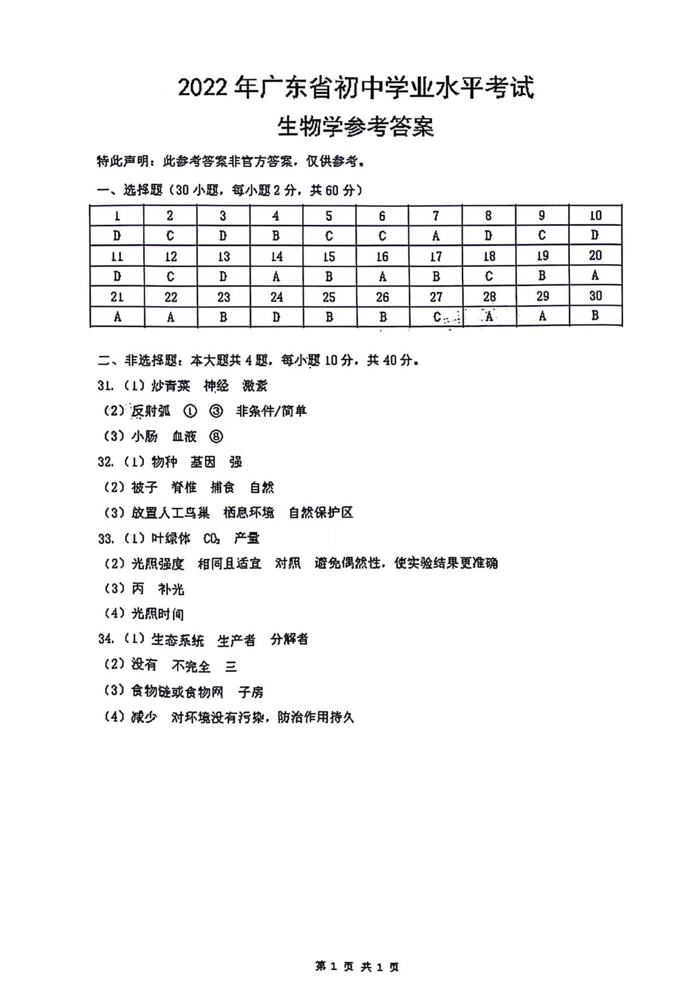 2022 年广东省初中学业水平考试
生物学参考答案
特此声明：此参考答案非官方答案，仅供参考。
一、选择题（30 小题，每小题 2 分，共 60 分）
1 2 3 4 5 6 7 8 9 10
D C D B C C A D C D
11 12 13 14 15 16 17 18 19 20
D C D A B A B C B A
21 22 23 24 25 26 27 28 29 30
A A B D B B C A A B
二、非选择题：本大题共 4 题，每小题 10 分，共 40 分。
31.（1）炒青菜 神经 激素
（2）反射弧 ① ③ 非条件/简单
（3）小肠 血液 ⑧
32.（1）物种 基因 强
（2）被子 脊椎 捕食 自然
（3）放置人工鸟巢 栖息环境 自然保护区
33.（1）叶绿体 CO₂ 产量
（2）光照强度 相同且适宜 对照 避免偶然性，使实验结果更准确
（3）丙 补光
（4）光照时间
34.（1）生态系统 生产者 分解者
（2）没有 不完全 三
（3）食物链或食物网 子房
（4）减少 对环境没有污染，防治作用持久
第 1 页 共 1 页